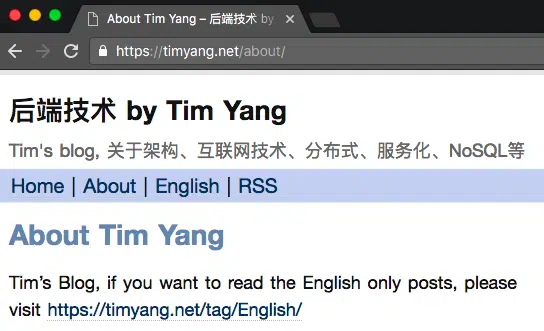 About Tim Yang – 后端技术 by
https://timyang.net/about/
后端技术 by Tim Yang
Tim's blog, 关于架构、互联网技术、分布式、服务化、NoSQL等
Home | About | English | RSS
About Tim Yang
Tim’s Blog, if you want to read the English only posts, please
visit https://timyang.net/tag/English/